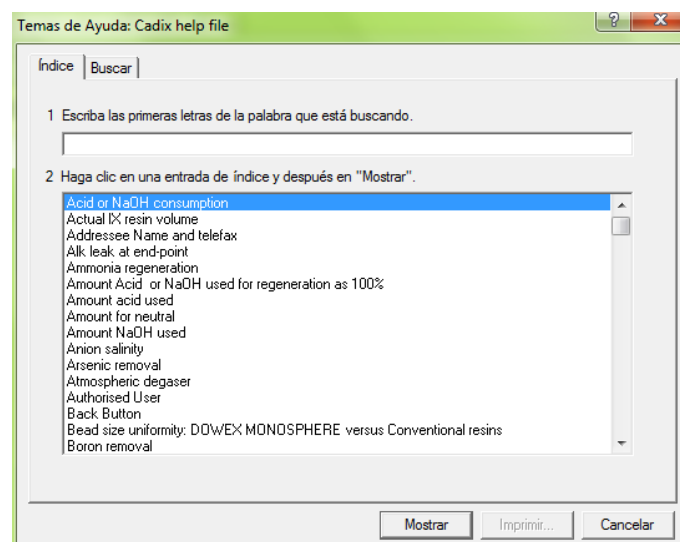 Temas de Ayuda: Cadix help file
Índice
Buscar
1 Escriba las primeras letras de la palabra que está buscando.
2 Haga clic en una entrada de índice y después en "Mostrar".
Acid or NaOH consumption
Actual IX resin volume
Addressee Name and telefax
Alk leak at end-point
Ammonia regeneration
Amount Acid or NaOH used for regeneration as 100%
Amount acid used
Amount for neutral
Amount NaOH used
Anion salinity
Arsenic removal
Atmospheric degaser
Authorised User
Back Button
Bead size uniformity: DOWEX MONOSPHERE versus Conventional resins
Boron removal
Mostrar
Imprimir...
Cancelar